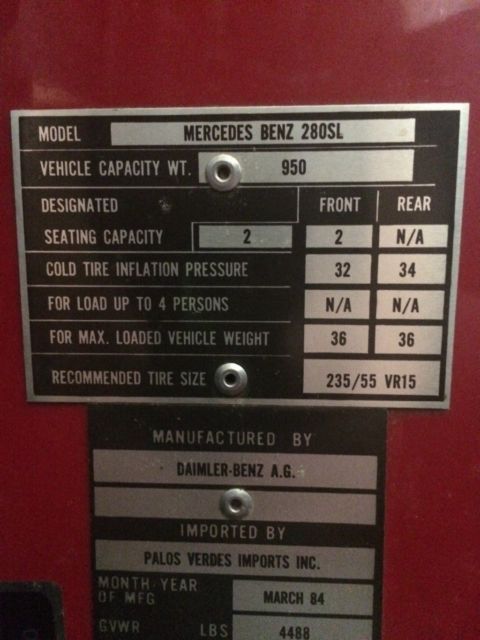 MODEL MERCEDES BENZ 280SL
VEHICLE CAPACITY WT. 950
DESIGNATED FRONT REAR
SEATING CAPACITY 2 2 N/A
COLD TIRE INFLATION PRESSURE 32 34
FOR LOAD UP TO 4 PERSONS N/A N/A
FOR MAX. LOADED VEHICLE WEIGHT 36 36
RECOMMENDED TIRE SIZE 235/55 VR15
MANUFACTURED BY
DAIMLER-BENZ A.G.
IMPORTED BY
PALOS VERDES IMPORTS INC.
MONTH-YEAR
OF MFG MARCH 84
GVWR LBS 4488